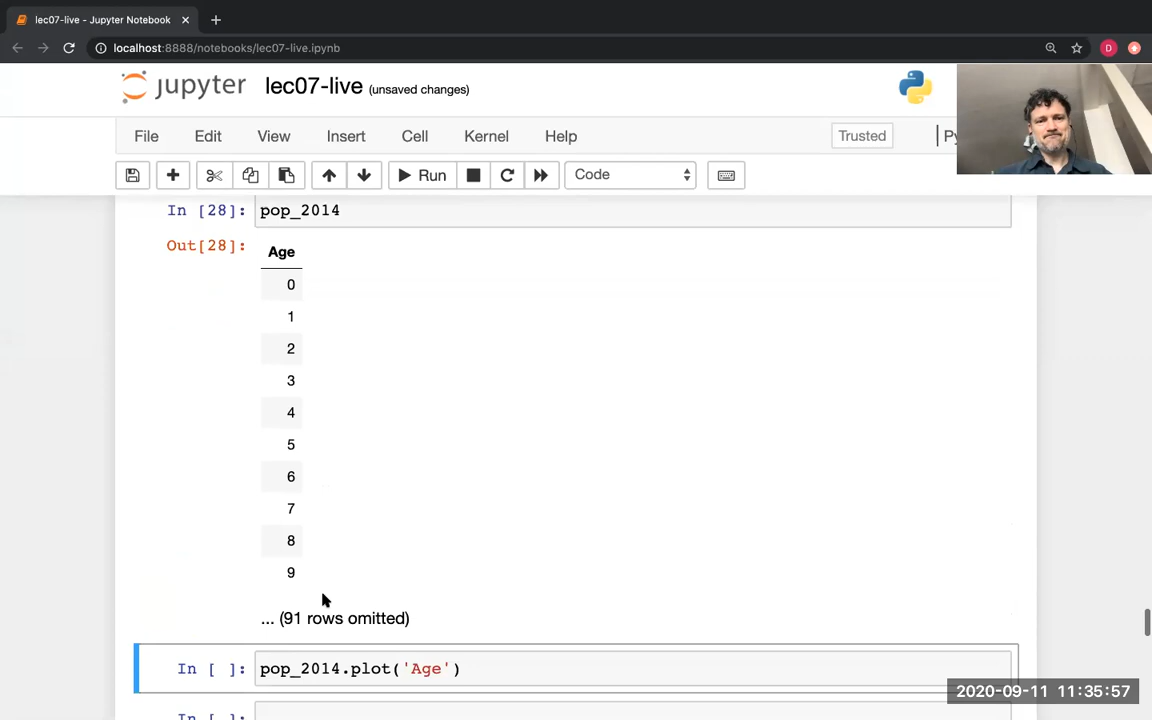 lec07-live - Jupyter Notebook
localhost:8888/notebooks/lec07-live.ipynb
D
jupyter lec07-live (unsaved changes)
File Edit View Insert Cell Kernel Help Trusted Py
Run Code
In [28]: pop_2014
Out[28]: Age
0
1
2
3
4
5
6
7
8
9
... (91 rows omitted)
In [ ]: pop_2014.plot('Age')
2020-09-11 11:35:57
In [ ]: